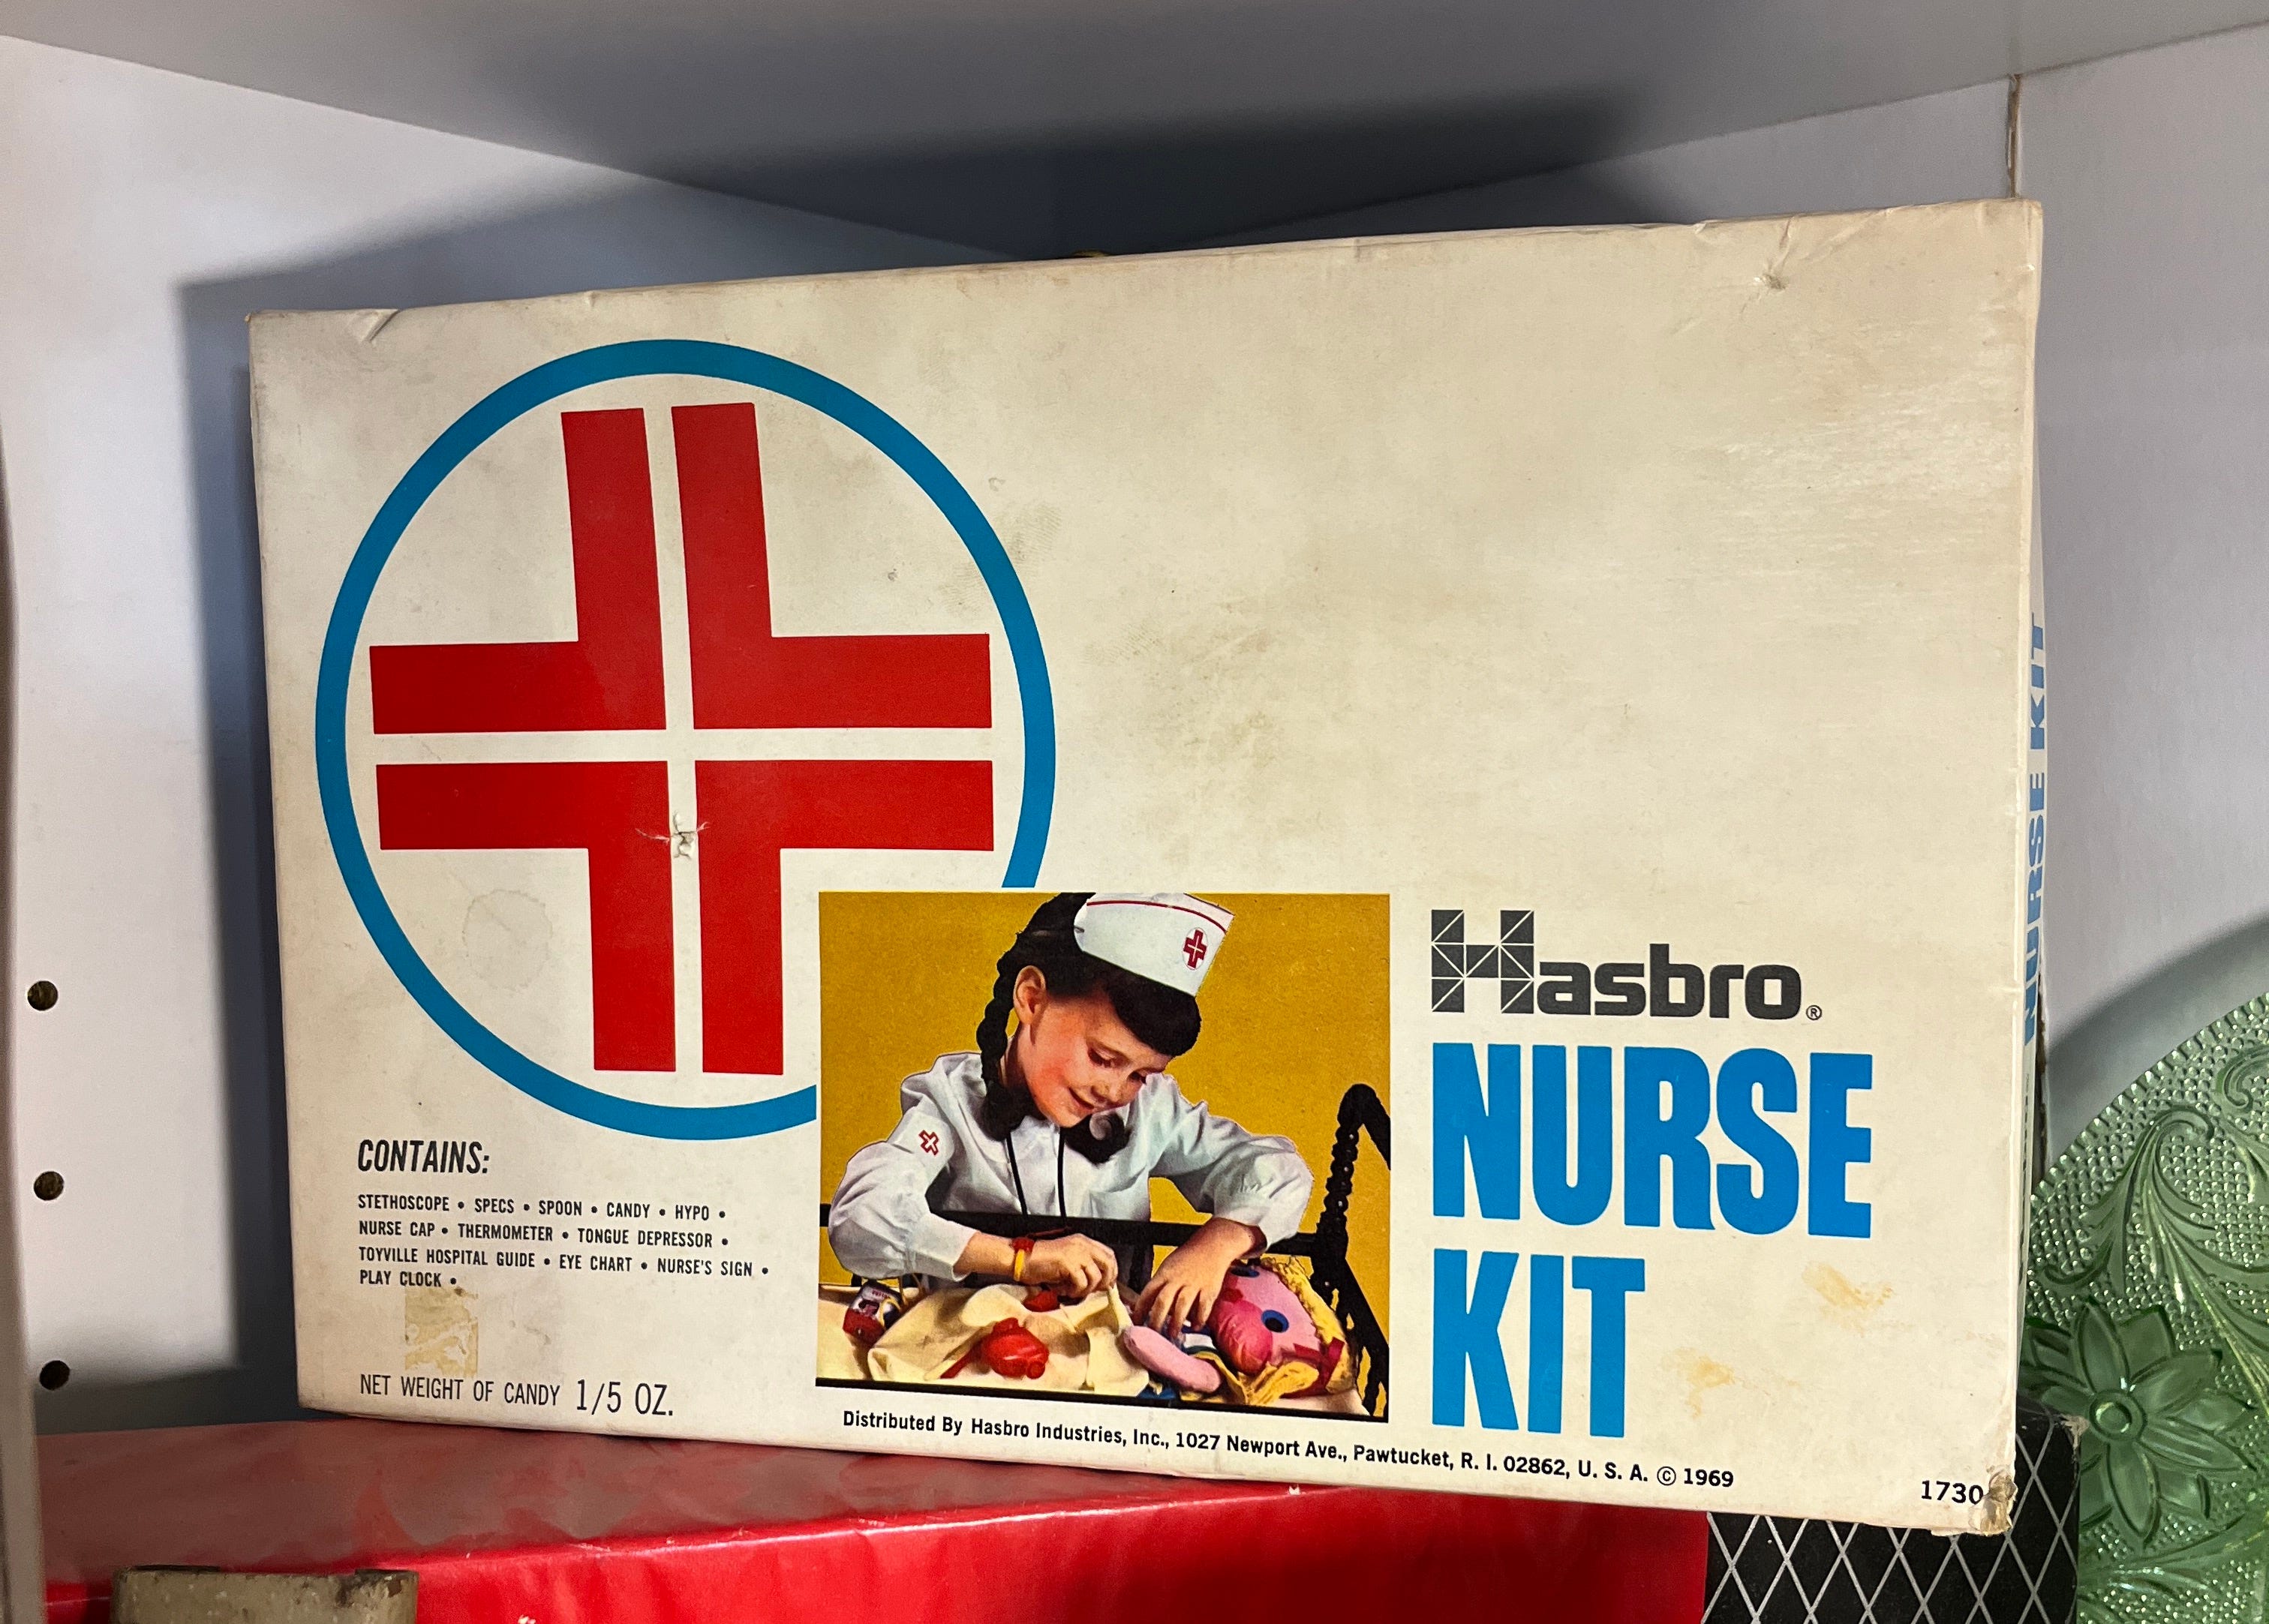 CONTAINS:
STETHOSCOPE • SPECS • SPOON • CANDY • HYPO •
NURSE CAP • THERMOMETER • TONGUE DEPRESSOR •
TOYVILLE HOSPITAL GUIDE • EYE CHART • NURSE'S SIGN •
PLAY CLOCK •
NET WEIGHT OF CANDY 1/5 OZ.
Hasbro®
NURSE
KIT
Distributed By Hasbro Industries, Inc., 1027 Newport Ave., Pawtucket, R. I. 02862, U. S. A. © 1969
1730
NURSE KIT